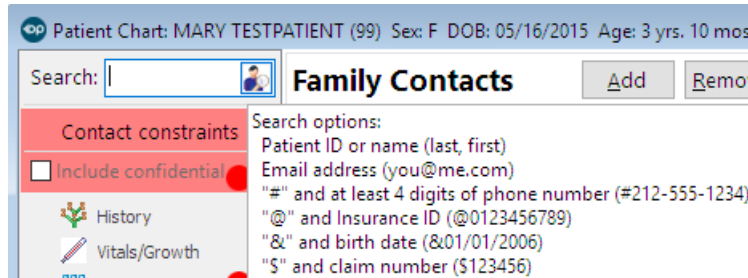 op Patient Chart: MARY TESTPATIENT (99) Sex: F DOB: 05/16/2015 Age: 3 yrs. 10 mos
Search:
Family Contacts
Add
Remo
Contact constraints
Include confidential
History
Vitals/Growth
Search options:
Patient ID or name (last, first)
Email address (you@me.com)
"#" and at least 4 digits of phone number (#212-555-1234)
"@" and Insurance ID (@0123456789)
"&" and birth date (&01/01/2006)
"$" and claim number ($123456)